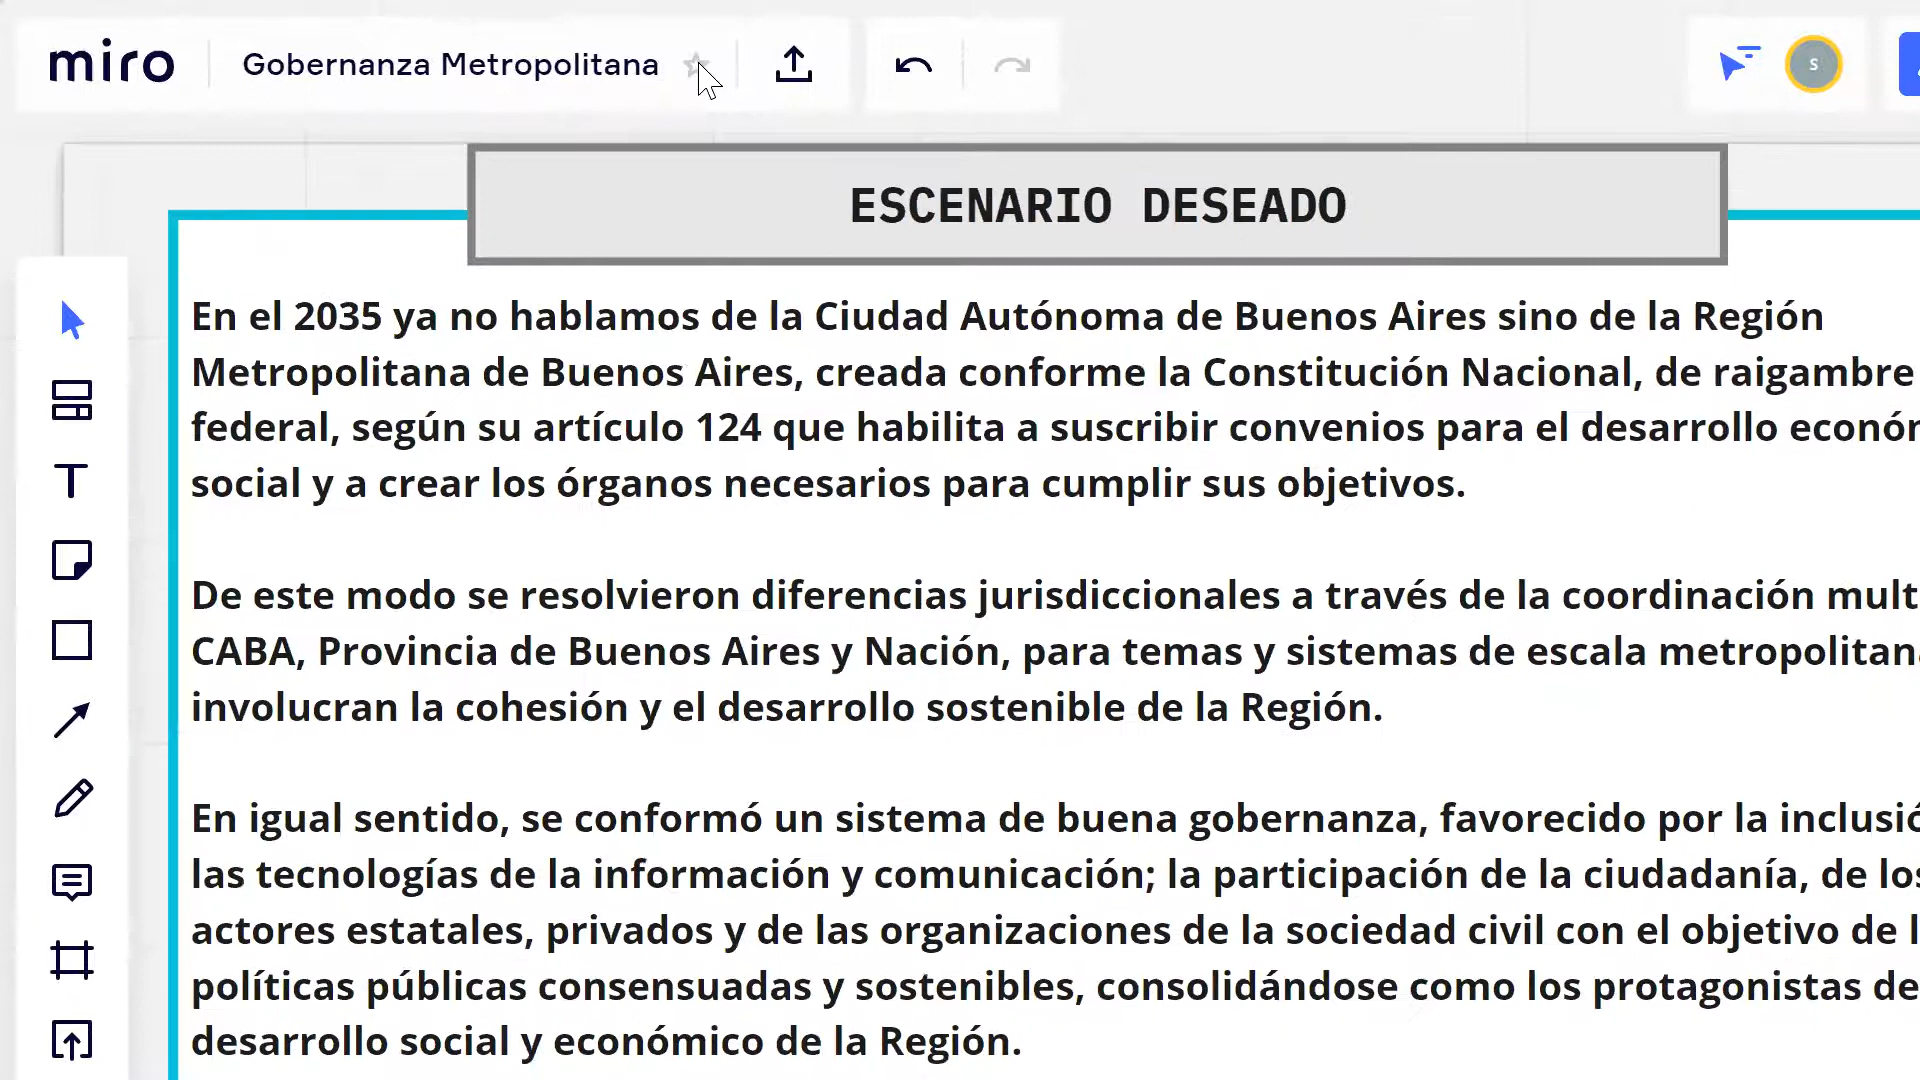 miro
Gobernanza Metropolitana
S
ESCENARIO DESEADO
En el 2035 ya no hablamos de la Ciudad Autónoma de Buenos Aires sino de la Región
Metropolitana de Buenos Aires, creada conforme la Constitución Nacional, de raigambre
federal, según su artículo 124 que habilita a suscribir convenios para el desarrollo
social y a crear los órganos necesarios para cumplir sus objetivos.
De este modo se resolvieron diferencias jurisdiccionales a través de la coordinación
CABA, Provincia de Buenos Aires y Nación, para temas y sistemas de escala
involucran la cohesión y el desarrollo sostenible de la Región.
En igual sentido, se conformó un sistema de buena gobernanza, favorecido por la
las tecnologías de la información y comunicación; la participación de la ciudadanía, de
actores estatales, privados y de las organizaciones de la sociedad civil con el objetivo de
políticas públicas consensuadas y sostenibles, consolidándose como los protagonistas
desarrollo social y económico de la Región.